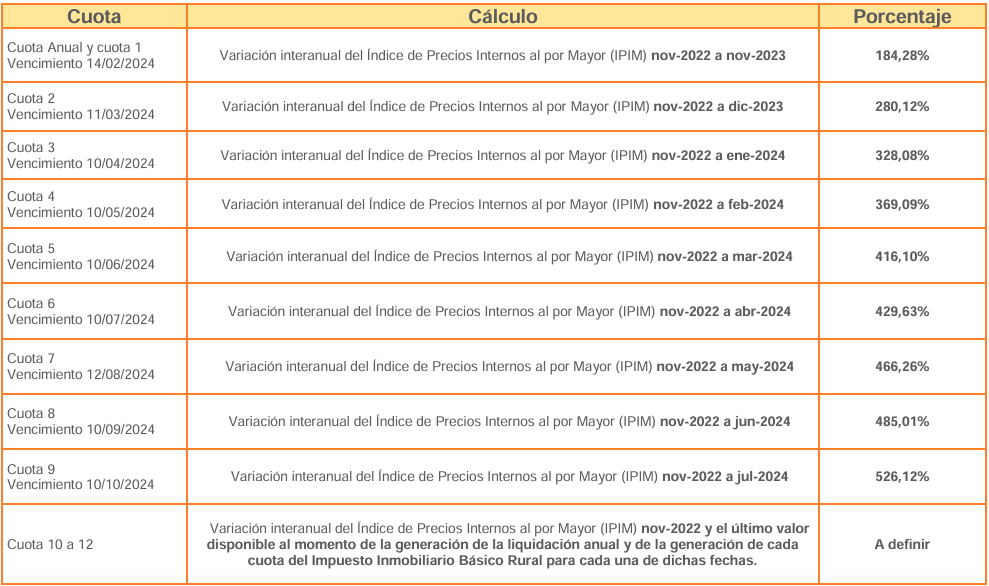 Cuota
Cálculo
Porcentaje
Cuota Anual y cuota 1
Vencimiento 14/02/2024
Variación interanual del Índice de Precios Internos al por Mayor (IPIM) nov-2022 a nov-2023
184,28%
Cuota 2
Vencimiento 11/03/2024
Variación interanual del Índice de Precios Internos al por Mayor (IPIM) nov-2022 a dic-2023
280,12%
Cuota 3
Vencimiento 10/04/2024
Variación interanual del Índice de Precios Internos al por Mayor (IPIM) nov-2022 a ene-2024
328,08%
Cuota 4
Vencimiento 10/05/2024
Variación interanual del Índice de Precios Internos al por Mayor (IPIM) nov-2022 a feb-2024
369,09%
Cuota 5
Vencimiento 10/06/2024
Variación interanual del Índice de Precios Internos al por Mayor (IPIM) nov-2022 a mar-2024
416,10%
Cuota 6
Vencimiento 10/07/2024
Variación interanual del Índice de Precios Internos al por Mayor (IPIM) nov-2022 a abr-2024
429,63%
Cuota 7
Vencimiento 12/08/2024
Variación interanual del Índice de Precios Internos al por Mayor (IPIM) nov-2022 a may-2024
466,26%
Cuota 8
Vencimiento 10/09/2024
Variación interanual del Índice de Precios Internos al por Mayor (IPIM) nov-2022 a jun-2024
485,01%
Cuota 9
Vencimiento 10/10/2024
Variación interanual del Índice de Precios Internos al por Mayor (IPIM) nov-2022 a jul-2024
526,12%
Cuota 10 a 12
Variación interanual del Índice de Precios Internos al por Mayor (IPIM) nov-2022 y el último valor
disponible al momento de la generación de la liquidación anual y de la generación de cada
cuota del Impuesto Inmobiliario Básico Rural para cada una de dichas fechas.
A definir